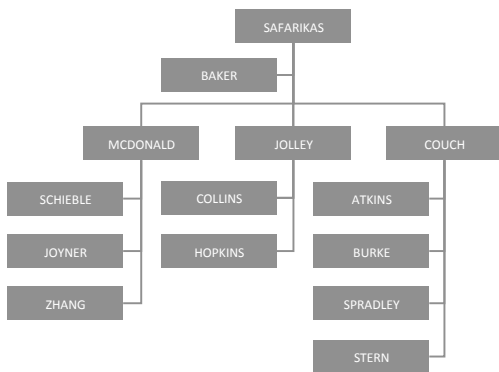 SAFARIKAS
BAKER
MCDONALD
JOLLEY
COUCH
SCHIEBLE
COLLINS
ATKINS
JOYNER
HOPKINS
BURKE
ZHANG
SPRADLEY
STERN